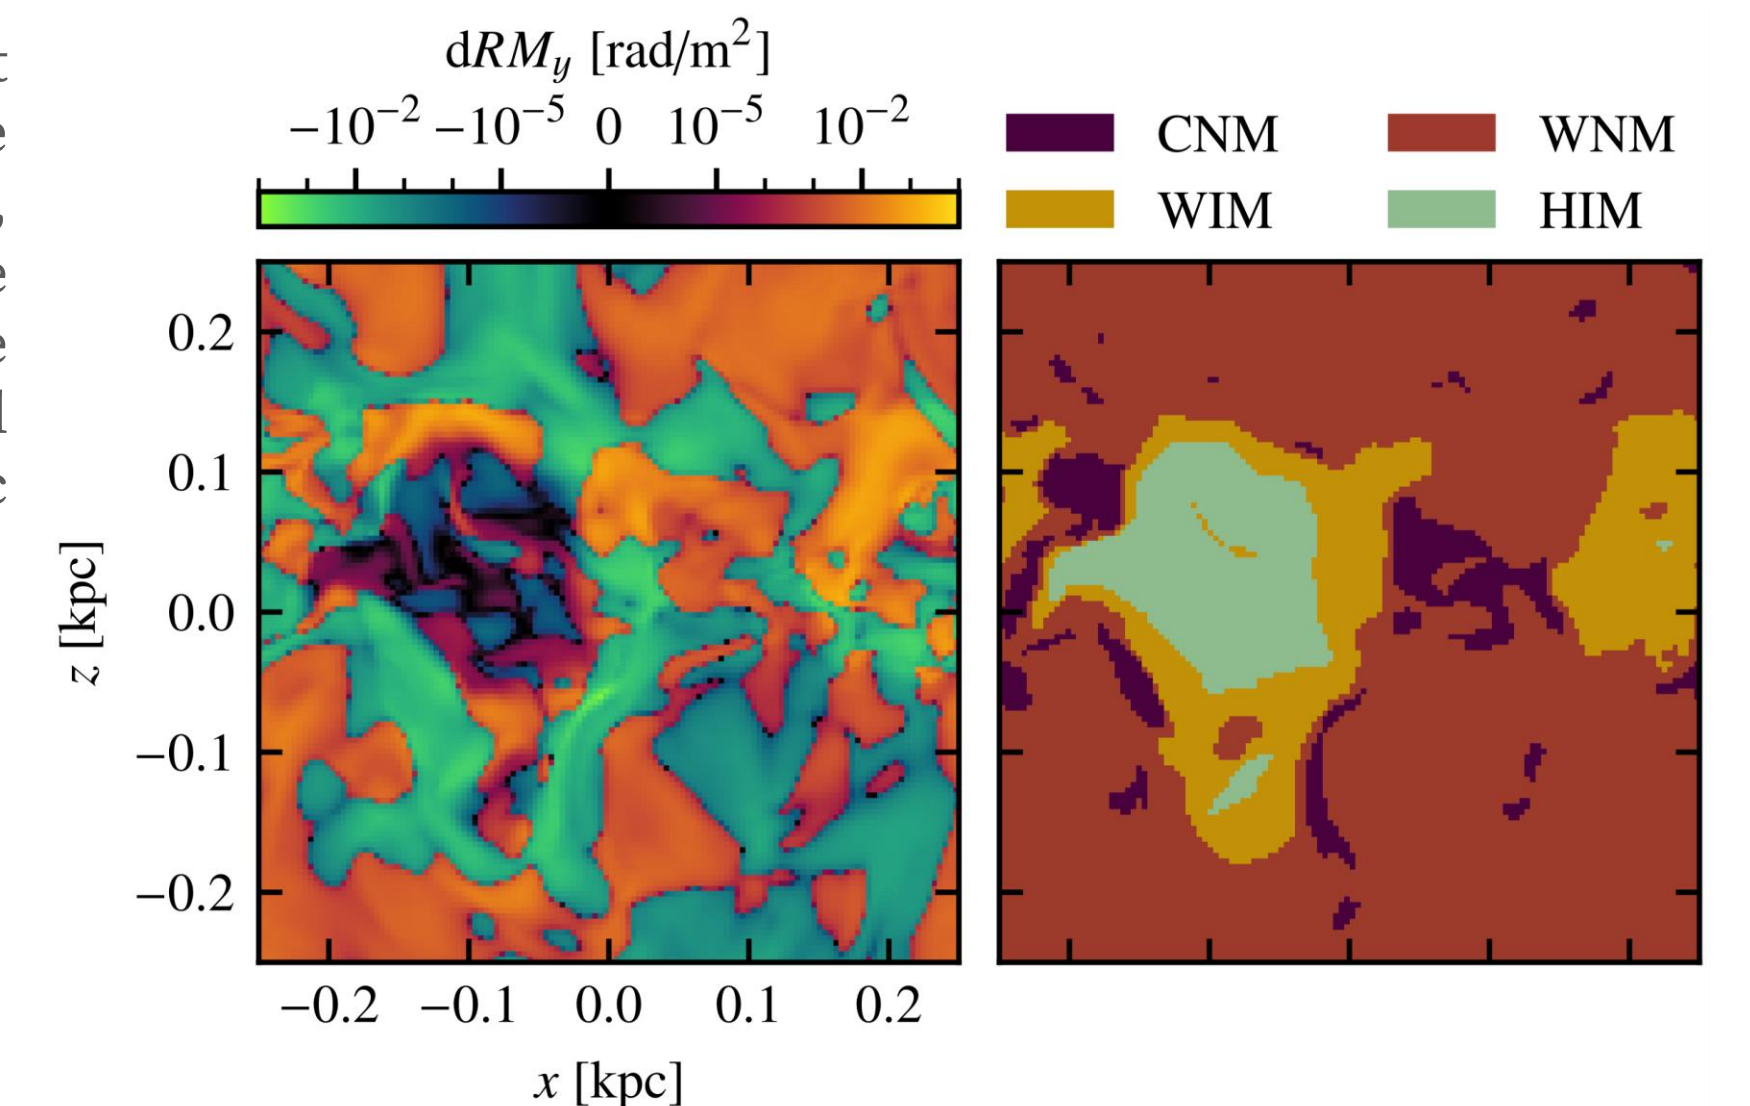 dRM_y [rad/m²]
−10⁻² −10⁻⁵ 0 10⁻⁵ 10⁻²
CNM WNM
WIM HIM
0.2
0.1
0.0
−0.1
−0.2
z [kpc]
−0.2 −0.1 0.0 0.1 0.2
x [kpc]